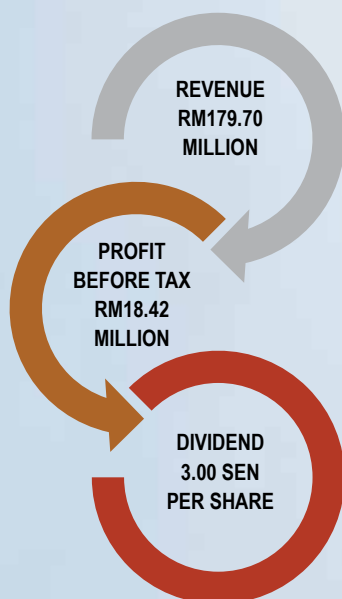 REVENUE
RM179.70
MILLION
PROFIT
BEFORE TAX
RM18.42
MILLION
DIVIDEND
3.00 SEN
PER SHARE